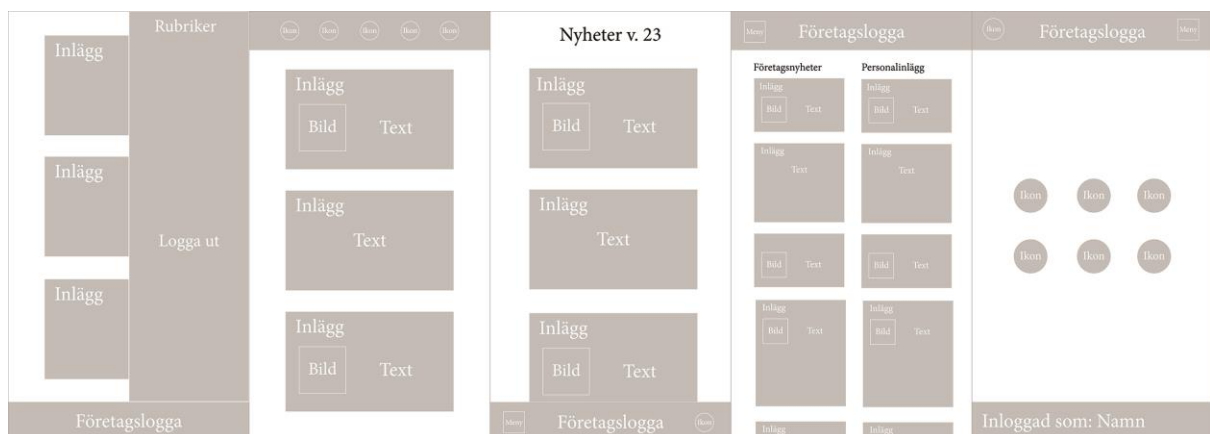 Rubriker
Inlägg
Inlägg
Logga ut
Inlägg
Företagslogga
Ikon
Ikon
Ikon
Ikon
Ikon
Inlägg
Bild
Text
Inlägg
Text
Inlägg
Bild
Text
Nyheter v. 23
Inlägg
Bild
Text
Inlägg
Text
Inlägg
Bild
Text
Meny
Företagslogga
Ikon
Meny
Företagslogga
Företagsnyheter
Personalinlägg
Inlägg
Bild
Text
Inlägg
Bild
Text
Inlägg
Text
Inlägg
Text
Bild
Text
Bild
Text
Inlägg
Bild
Text
Inlägg
Bild
Text
Inlägg
Inlägg
Ikon
Företagslogga
Meny
Ikon
Ikon
Ikon
Ikon
Ikon
Ikon
Inloggad som: Namn